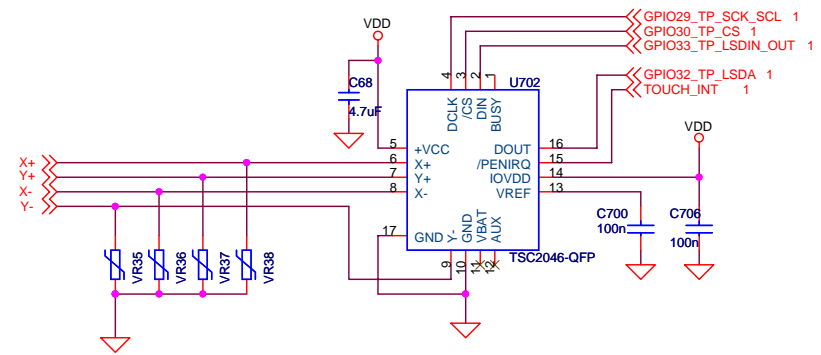 VDD
GPIO29_TP_SCK_SCL 1
GPIO30_TP_CS 1
GPIO33_TP_LSDIN_OUT 1
C68
4.7uF
4 3 2 1
U702
GPIO32_TP_LSDA 1
TOUCH_INT 1
DCLK /CS DIN BUSY
VDD
5 +VCC DOUT 16
X+ 6 X+ /PENIRQ 15
Y+ 7 Y+ IOVDD 14
X- 8 X- VREF 13
Y-
C700
100n
C706
100n
17 GND Y- GND VBAT AUX
TSC2046-QFP
9 10 11 12
VR35 VR36 VR37 VR38